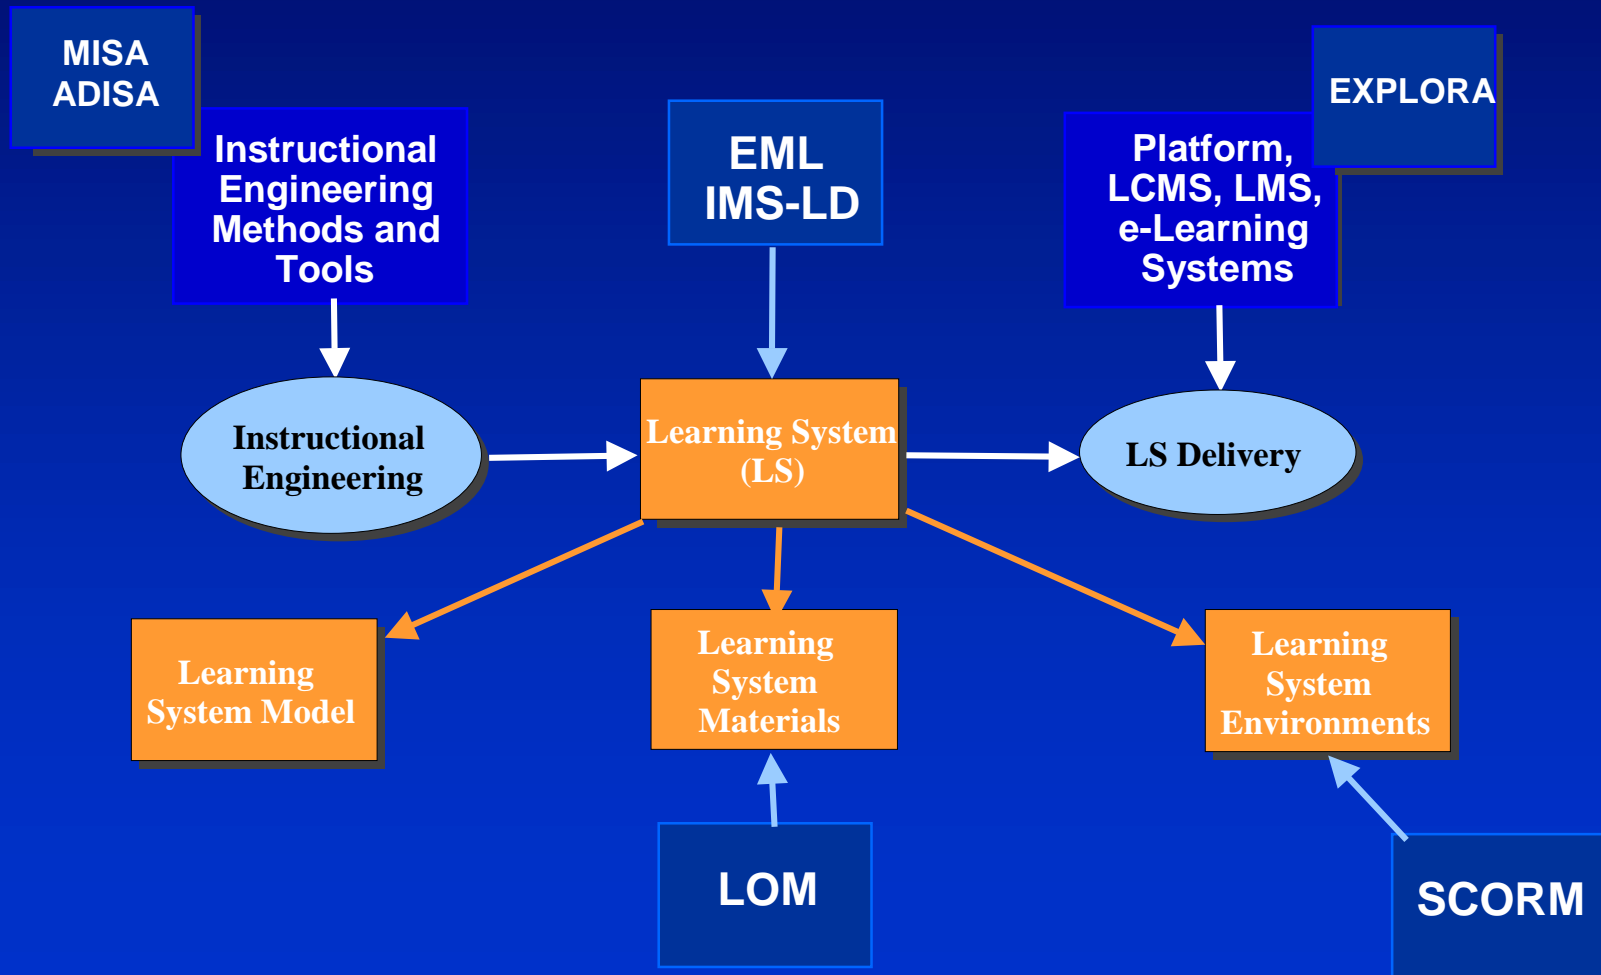 MISA
ADISA
EXPLORA
Instructional
Engineering
Methods and
Tools
EML
IMS-LD
Platform,
LCMS, LMS,
e-Learning
Systems
Instructional
Engineering
Learning System
(LS)
LS Delivery
Learning
System Model
Learning
System
Materials
Learning
System
Environments
LOM
SCORM